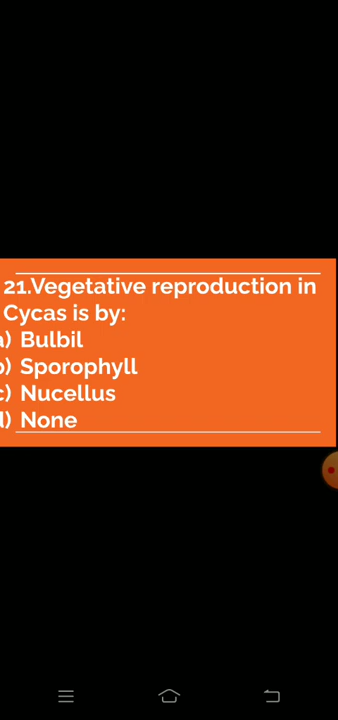 21.Vegetative reproduction in
Cycas is by:
a) Bulbil
b) Sporophyll
c) Nucellus
d) None